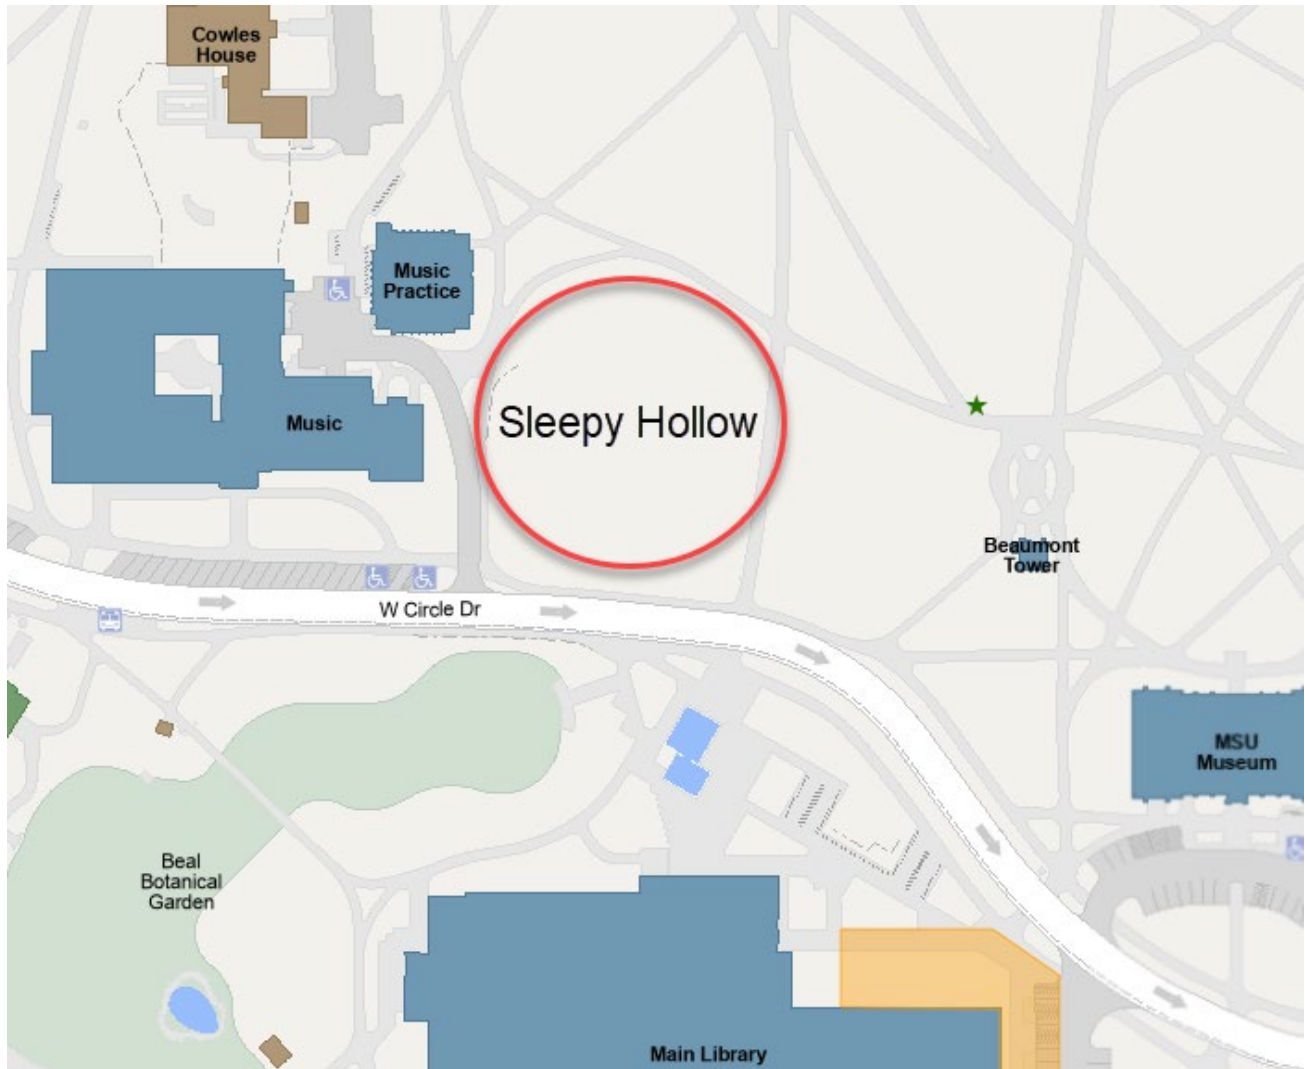 Cowles
House
Music
Practice
Music
Sleepy Hollow
Beaumont
Tower
W Circle Dr
MSU
Museum
Beal
Botanical
Garden
Main Library